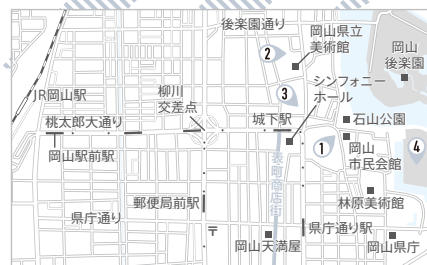 後楽園通り
岡山県立
美術館
岡山
後楽園
2
シンフォニー
ホール
3
JR岡山駅
柳川
交差点
桃太郎大通り
城下駅
石山公園
岡山駅前駅
1
岡山
市民会館
4
表町商店街
郵便局前駅
林原美術館
県庁通り
県庁通り駅
〒
岡山天満屋
岡山県庁